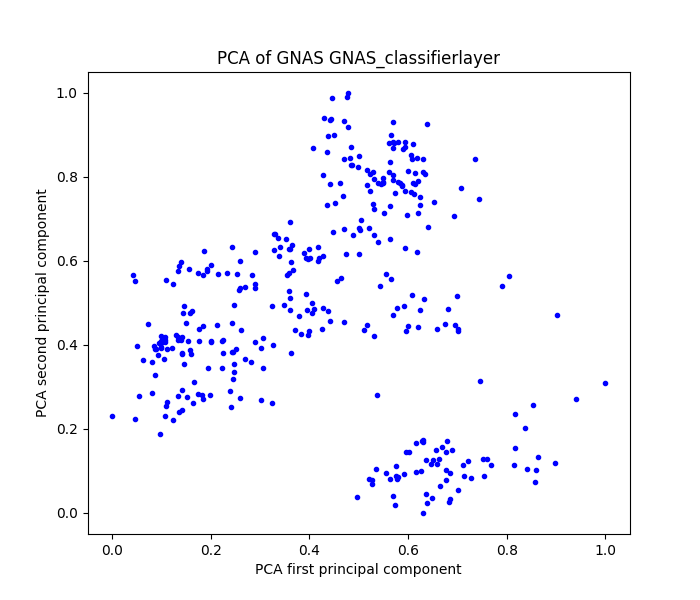 PCA of GNAS GNAS_classifierlayer
1.0
0.8
0.6
0.4
0.2
0.0
PCA second principal component
0.0 0.2 0.4 0.6 0.8 1.0
PCA first principal component